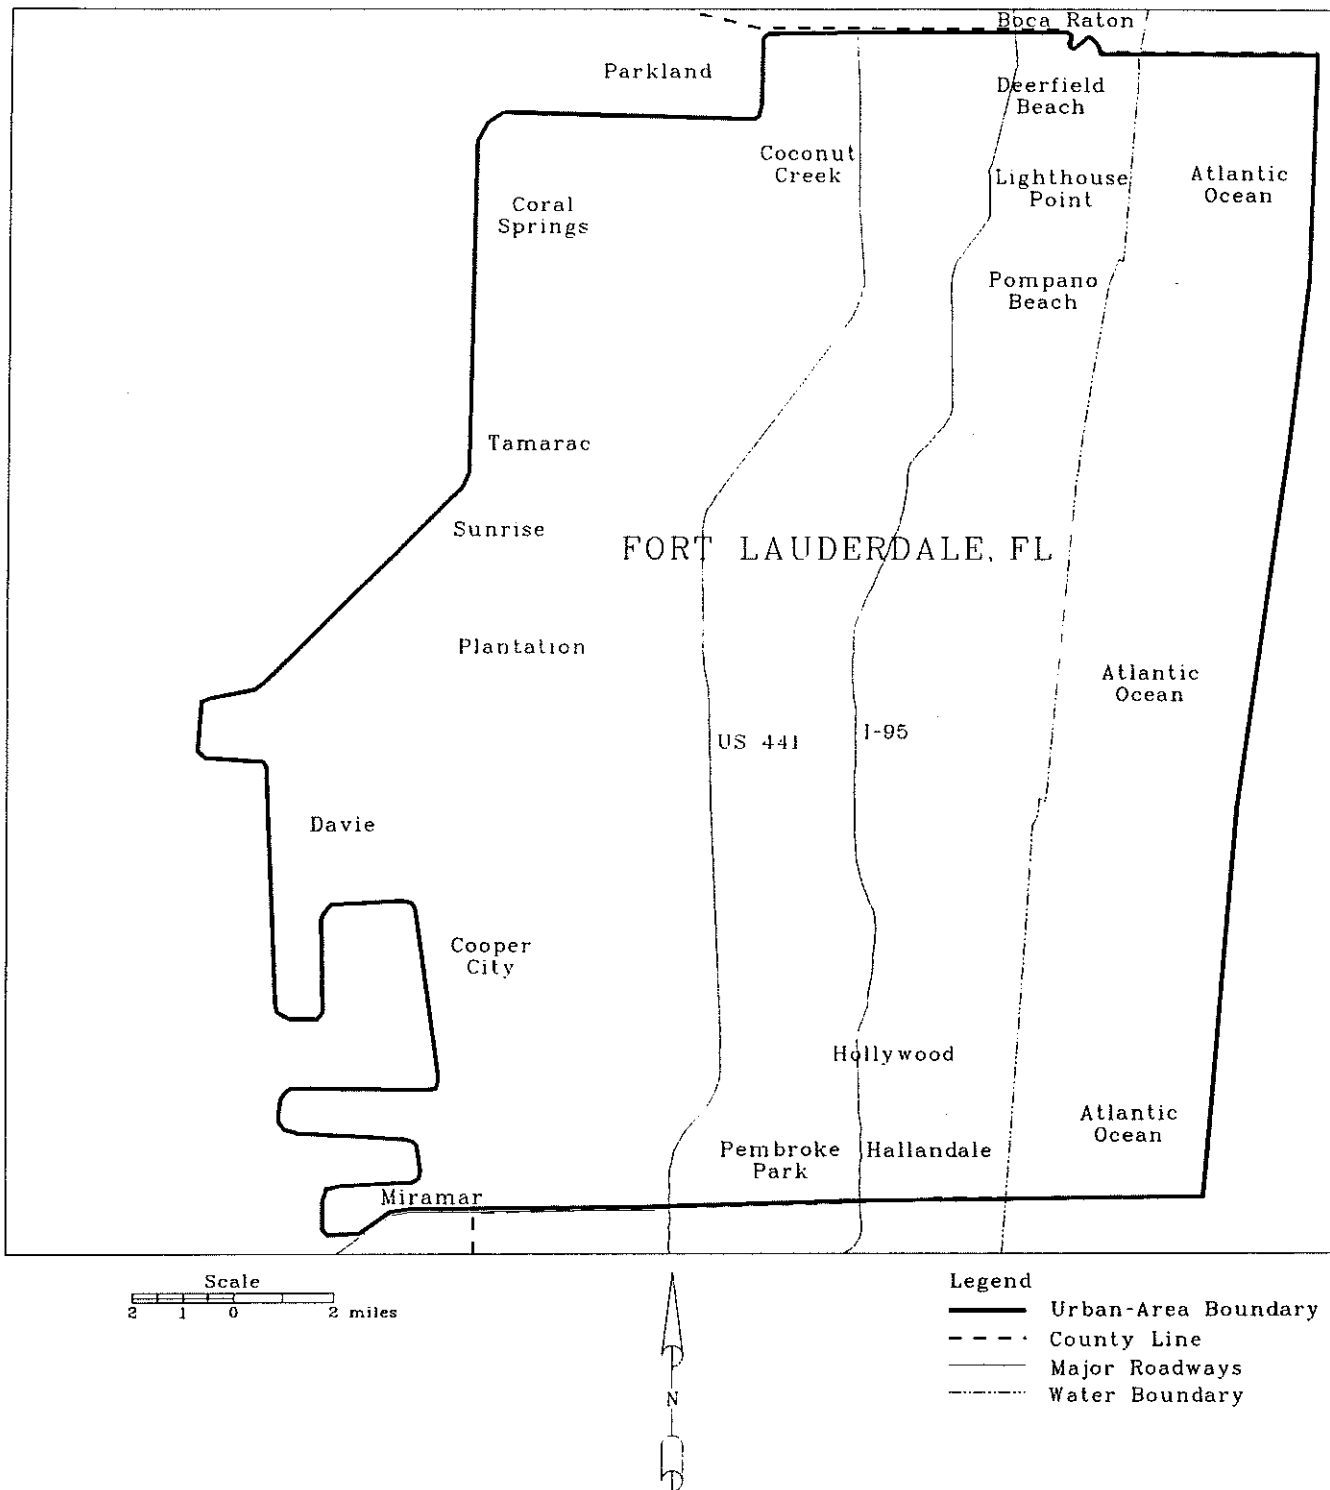 Boca Raton
Parkland
Deerfield
Beach
Coconut
Creek
Lighthouse
Point
Atlantic
Ocean
Coral
Springs
Pompano
Beach
Tamarac
Sunrise
FORT LAUDERDALE, FL
Plantation
Atlantic
Ocean
US 441
I-95
Davie
Cooper
City
Hollywood
Atlantic
Ocean
Pembroke
Park
Hallandale
Miramar
Scale
2 1 0 2 miles
Legend
Urban-Area Boundary
County Line
Major Roadways
Water Boundary
N